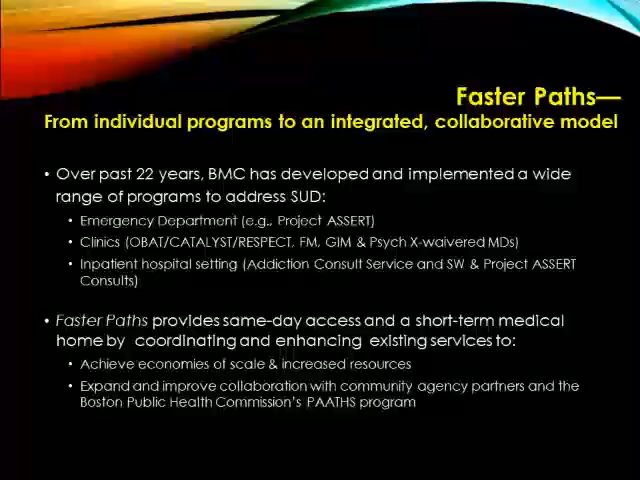 Faster Paths—
From individual programs to an integrated, collaborative model
• Over past 22 years, BMC has developed and implemented a wide
range of programs to address SUD:
• Emergency Department (e.g., Project ASSERT)
• Clinics (OBAT/CATALYST/RESPECT, FM, GIM & Psych X-waivered MDs)
• Inpatient hospital setting (Addiction Consult Service and SW & Project ASSERT
Consults)
• Faster Paths provides same-day access and a short-term medical
home by coordinating and enhancing existing services to:
• Achieve economies of scale & increased resources
• Expand and improve collaboration with community agency partners and the
Boston Public Health Commission's PAATHS program